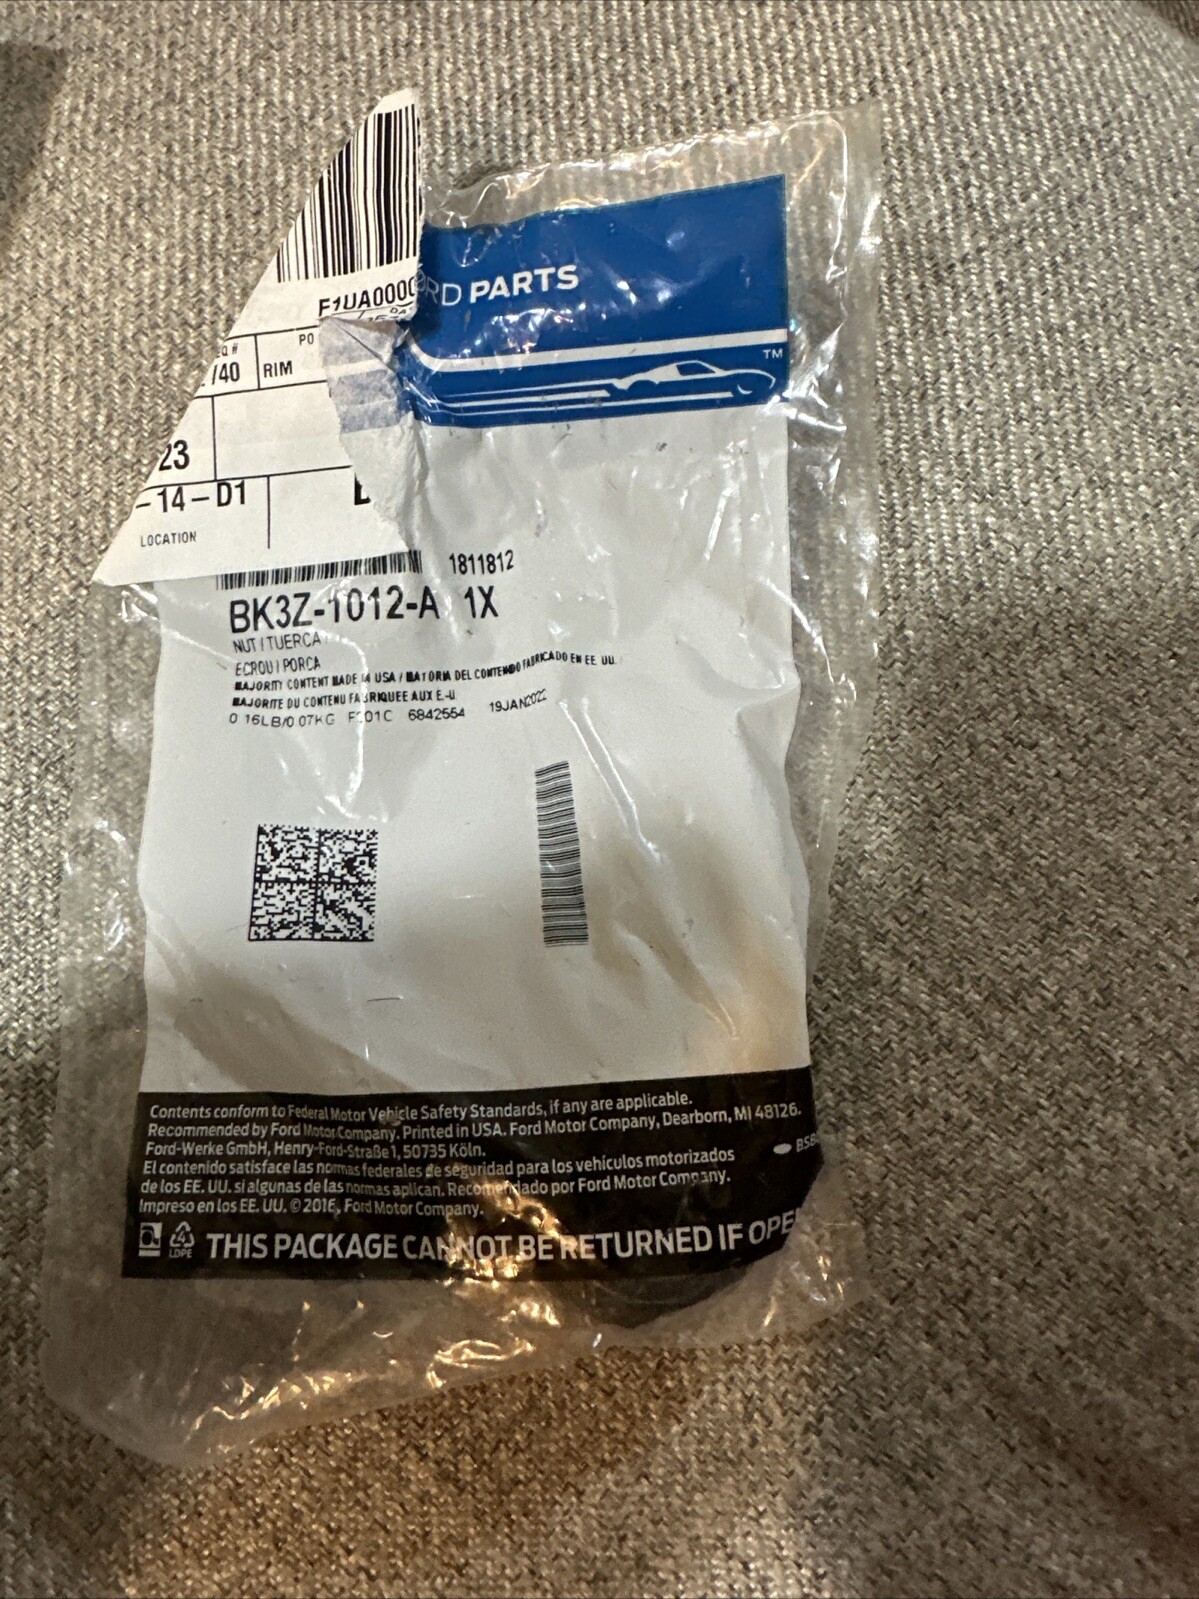 F1UA0000
PO
RIM
/40
23
-14-D1
LOCATION
ORD PARTS
TM
1811812
BK3Z-1012-A 1X
NUT / TUERCA
ECROU / PORCA
MAJORITY CONTENT MADE IN USA / MAYORIA DEL CONTENIDO FABRICADO EN EE. UU.
MAJORITE DU CONTENU FABRIQUEE AUX E.-U.
0.16LB/0.07KG 6842554 19JAN2022
Contents conform to Federal Motor Vehicle Safety Standards, if any are applicable.
Recommended by Ford Motor Company. Printed in USA. Ford Motor Company, Dearborn, MI 48126.
Ford-Werke GmbH, Henry-Ford-Straße 1, 50735 Köln.
El contenido satisface las normas federales de seguridad para los vehículos motorizados
de los EE. UU. si algunas de las normas aplican. Recomendado por Ford Motor Company.
Impreso en los EE. UU. © 2016, Ford Motor Company.
4
LDPE
THIS PACKAGE CANNOT BE RETURNED IF OPE